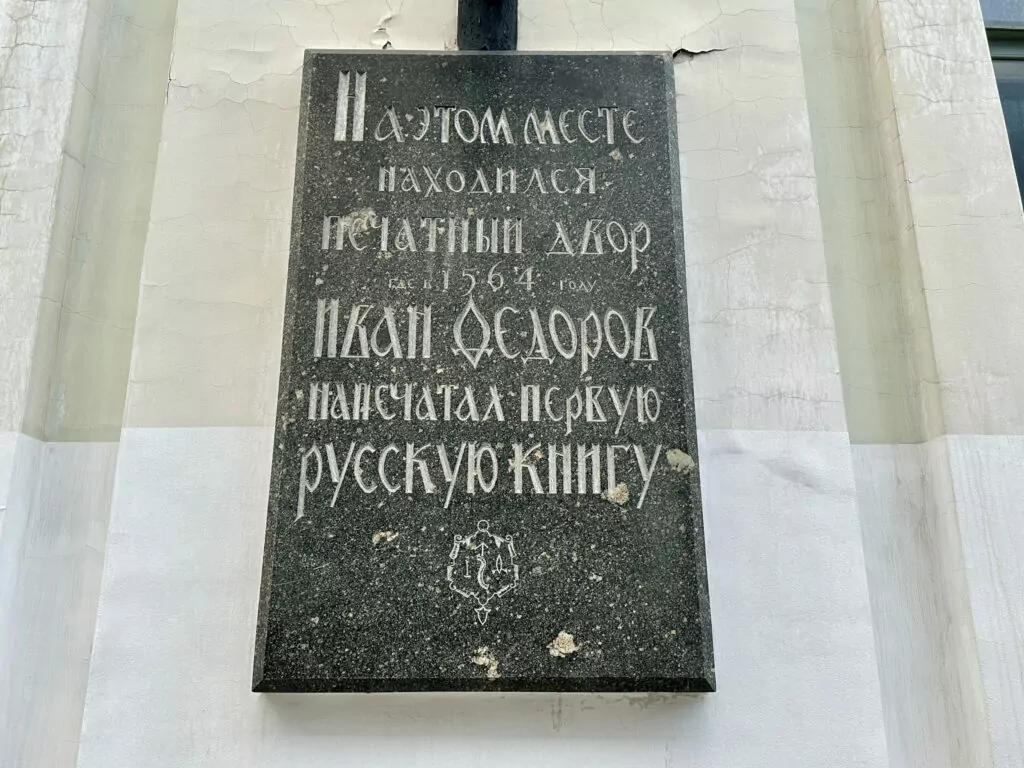 На этом месте
находился
печатный двор
где в 1564 году
Иван Федоров
напечатал первую
русскую книгу